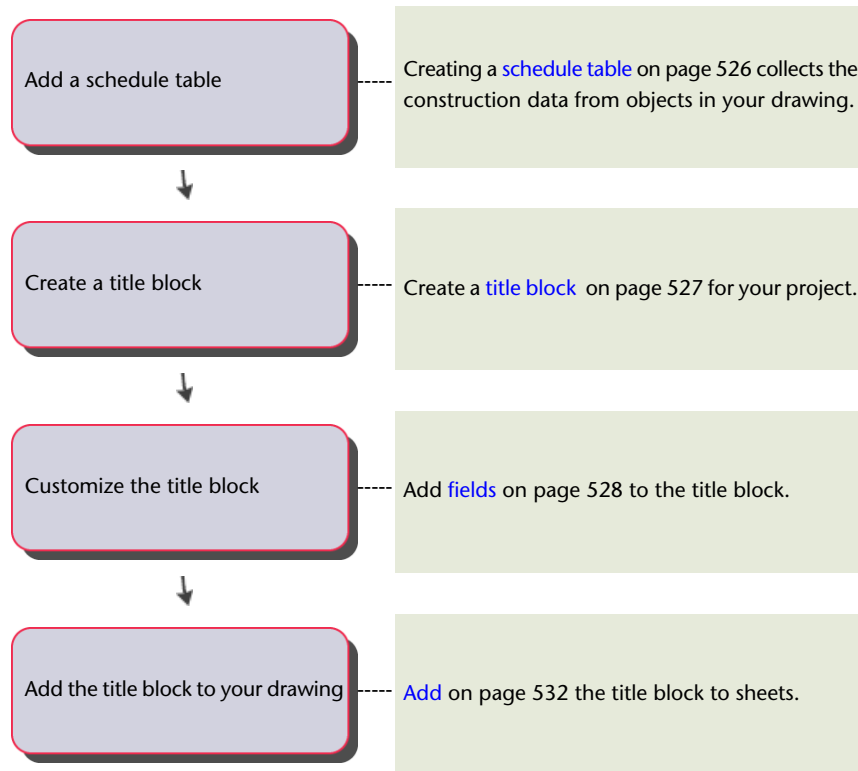 Add a schedule table
Creating a schedule table on page 526 collects the
construction data from objects in your drawing.
Create a title block
Create a title block on page 527 for your project.
Customize the title block
Add fields on page 528 to the title block.
Add the title block to your drawing
Add on page 532 the title block to sheets.